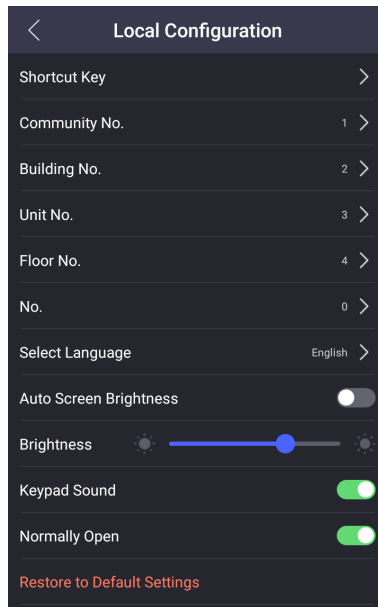 Local Configuration
Shortcut Key
Community No. 1
Building No. 2
Unit No. 3
Floor No. 4
No. 0
Select Language English
Auto Screen Brightness
Brightness
Keypad Sound
Normally Open
Restore to Default Settings